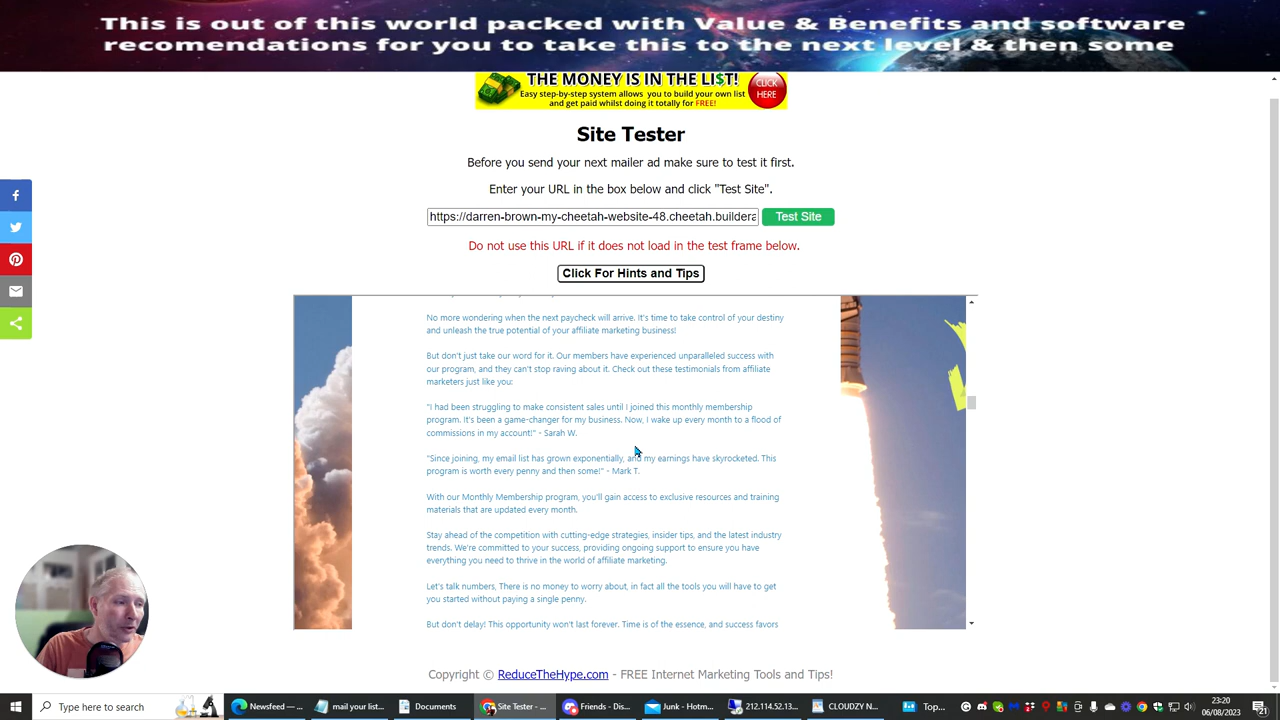 This is out of this world packed with Value & Benefits and software
recomendations for you to take this to the next level & then some
THE MONEY IS IN THE LI$T!
Easy step-by-step system allows you to build your own list
and get paid whilst doing it totally for FREE!
CLICK
HERE
Site Tester
Before you send your next mailer ad make sure to test it first.
Enter your URL in the box below and click "Test Site".
https://darren-brown-my-cheetah-website-48.cheetah.buildera
Test Site
Do not use this URL if it does not load in the test frame below.
Click For Hints and Tips
No more wondering when the next paycheck will arrive. It's time to take control of your destiny
and unleash the true potential of your affiliate marketing business!
But don't just take our word for it. Our members have experienced unparalleled success with
our program, and they can't stop raving about it. Check out these testimonials from affiliate
marketers just like you:
"I had been struggling to make consistent sales until I joined this monthly membership
program. It's been a game-changer for my business. Now, I wake up every month to a flood of
commissions in my account!" - Sarah W.
"Since joining, my email list has grown exponentially, and my earnings have skyrocketed. This
program is worth every penny and then some!" - Mark T.
With our Monthly Membership program, you'll gain access to exclusive resources and training
materials that are updated every month.
Stay ahead of the competition with cutting-edge strategies, insider tips, and the latest industry
trends. We're committed to your success, providing ongoing support to ensure you have
everything you need to thrive in the world of affiliate marketing.
Let's talk numbers, There is no money to worry about, in fact all the tools you will have to get
you started without paying a single penny.
But don't delay! This opportunity won't last forever. Time is of the essence, and success favors
Copyright © ReduceTheHype.com - FREE Internet Marketing Tools and Tips!
Type here to search
Newsfeed — ...
mail your list...
Documents
Site Tester - ...
Friends - Dis...
Junk - Hotm...
212.114.52.13...
CLOUDZY N...
Top...
23:20
06/08/2023